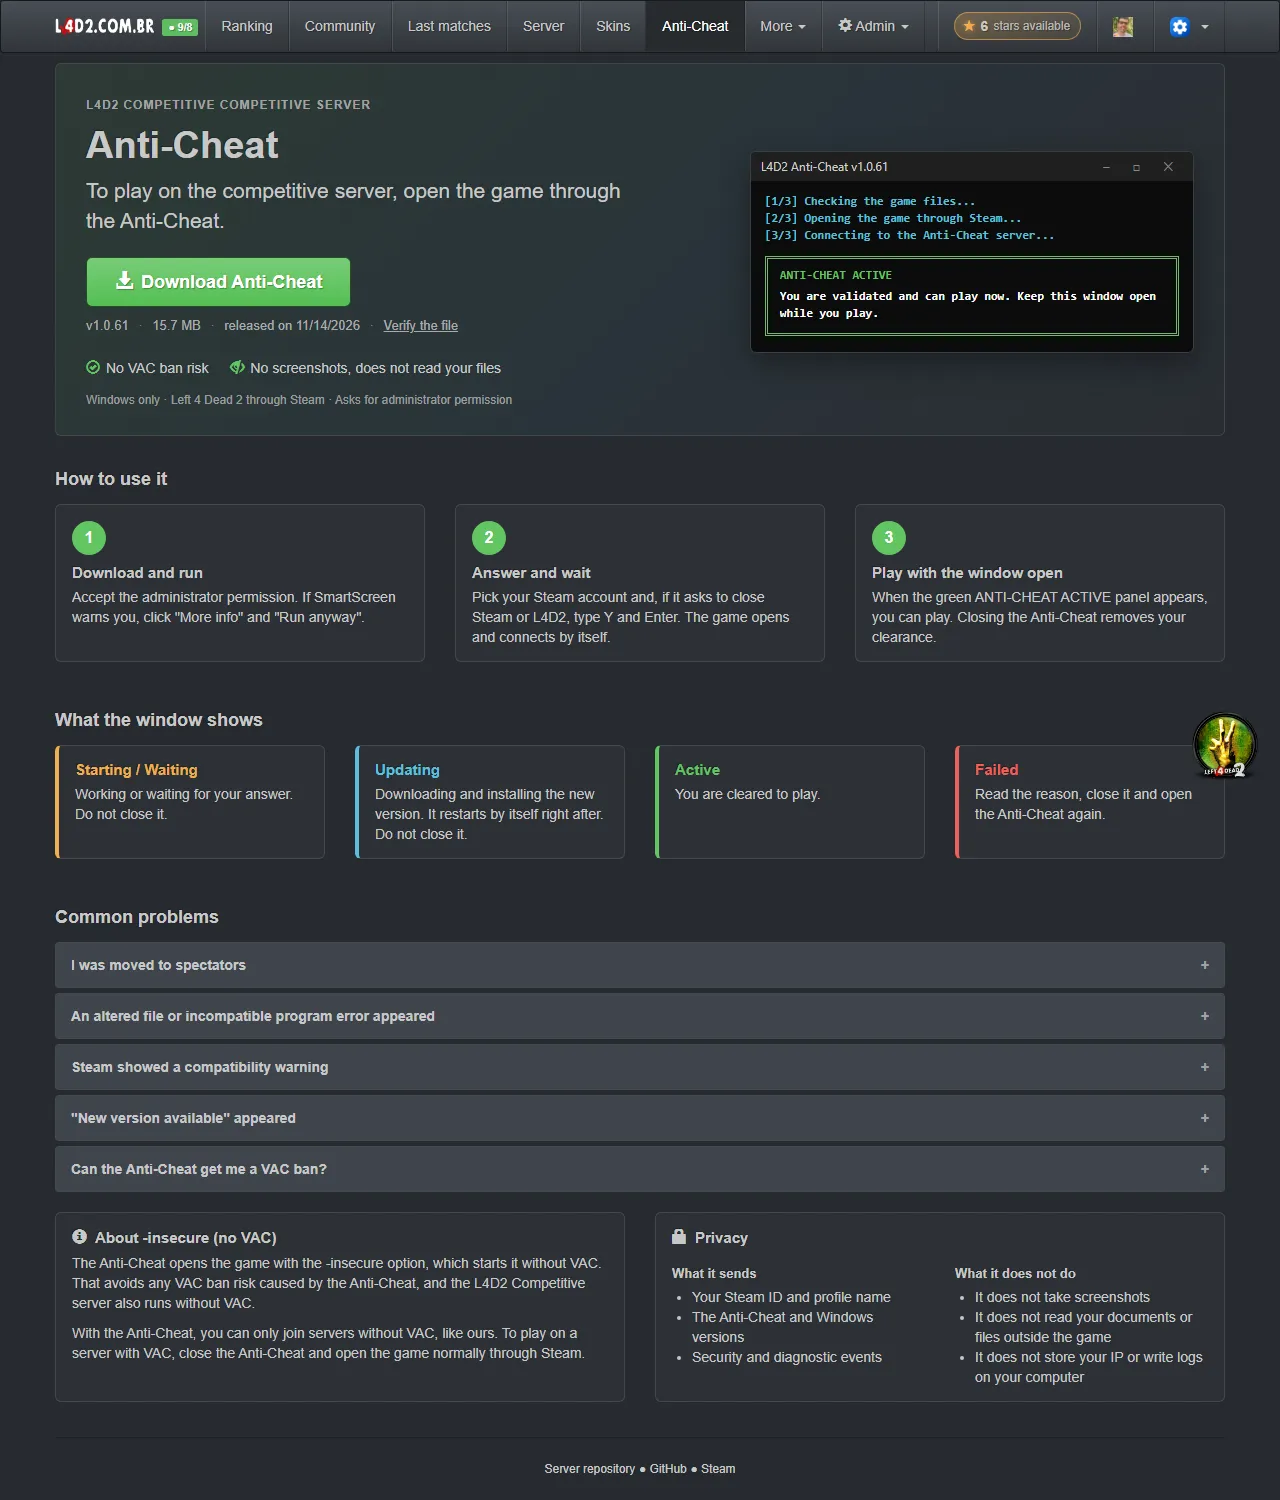 L4D2.COM.BR ● 9/8 Ranking Community Last matches Server Skins Anti-Cheat More Admin ★ 6 stars available
L4D2 COMPETITIVE COMPETITIVE SERVER
Anti-Cheat
To play on the competitive server, open the game through
the Anti-Cheat.
Download Anti-Cheat
v1.0.61 · 15.7 MB · released on 11/14/2026 · Verify the file
No VAC ban risk No screenshots, does not read your files
Windows only · Left 4 Dead 2 through Steam · Asks for administrator permission
L4D2 Anti-Cheat v1.0.61
[1/3] Checking the game files...
[2/3] Opening the game through Steam...
[3/3] Connecting to the Anti-Cheat server...
ANTI-CHEAT ACTIVE
You are validated and can play now. Keep this window open
while you play.
How to use it
1
Download and run
Accept the administrator permission. If SmartScreen
warns you, click "More info" and "Run anyway".
2
Answer and wait
Pick your Steam account and, if it asks to close
Steam or L4D2, type Y and Enter. The game opens
and connects by itself.
3
Play with the window open
When the green ANTI-CHEAT ACTIVE panel appears,
you can play. Closing the Anti-Cheat removes your
clearance.
What the window shows
Starting / Waiting
Working or waiting for your answer.
Do not close it.
Updating
Downloading and installing the new
version. It restarts by itself right after.
Do not close it.
Active
You are cleared to play.
Failed
Read the reason, close it and open
the Anti-Cheat again.
LEFT 4 DEAD 2
Common problems
I was moved to spectators +
An altered file or incompatible program error appeared +
Steam showed a compatibility warning +
"New version available" appeared +
Can the Anti-Cheat get me a VAC ban? +
About -insecure (no VAC)
The Anti-Cheat opens the game with the -insecure option, which starts it without VAC.
That avoids any VAC ban risk caused by the Anti-Cheat, and the L4D2 Competitive
server also runs without VAC.
With the Anti-Cheat, you can only join servers without VAC, like ours. To play on a
server with VAC, close the Anti-Cheat and open the game normally through Steam.
Privacy
What it sends
• Your Steam ID and profile name
• The Anti-Cheat and Windows
versions
• Security and diagnostic events
What it does not do
• It does not take screenshots
• It does not read your documents or
files outside the game
• It does not store your IP or write logs
on your computer
Server repository ● GitHub ● Steam